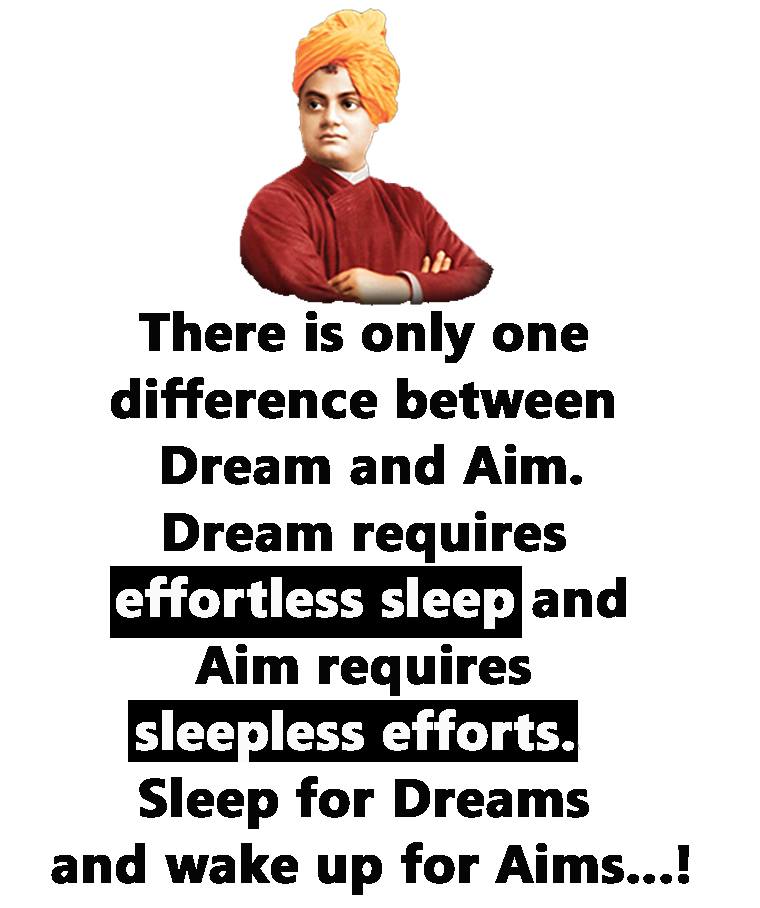 There is only one
difference between
Dream and Aim.
Dream requires
effortless sleep and
Aim requires
sleepless efforts.
Sleep for Dreams
and wake up for Aims...!